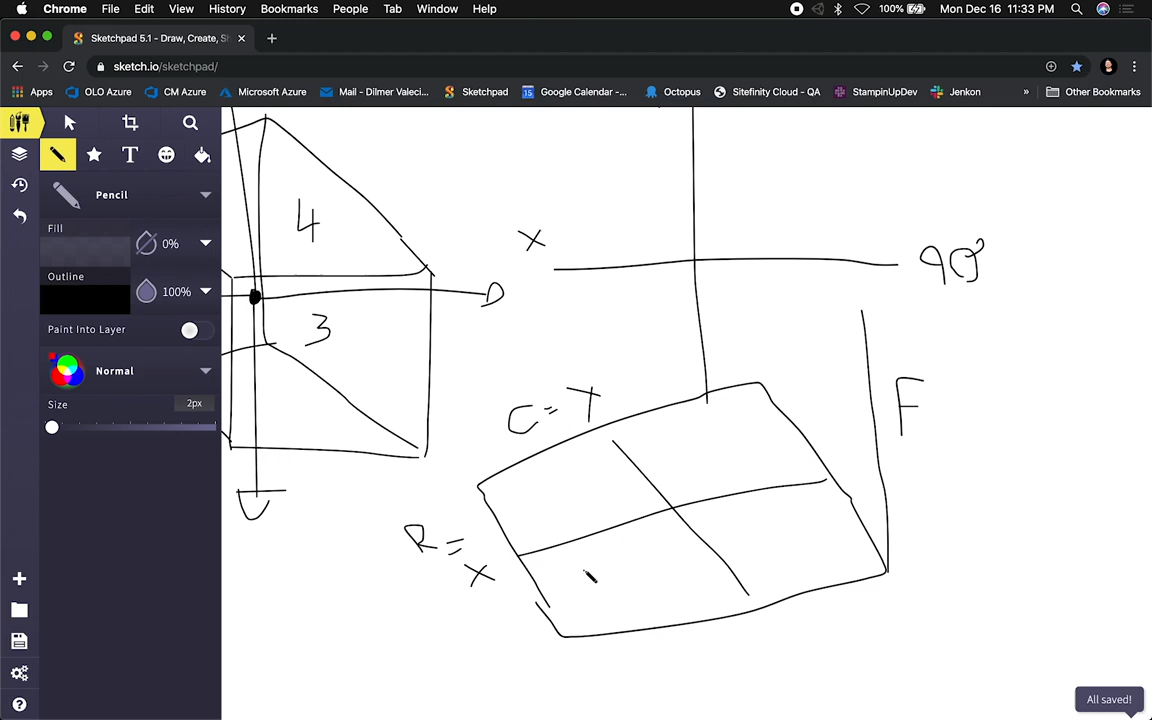 Chrome File Edit View History Bookmarks People Tab Window Help 100% Mon Dec 16 11:33 PM
Sketchpad 5.1 - Draw, Create, Sh
sketch.io/sketchpad/
Apps OLO Azure CM Azure Microsoft Azure Mail - Dilmer Valeci... Sketchpad Google Calendar -... Octopus Sitefinity Cloud - QA StampinUpDev Jenkon » Other Bookmarks
Pencil
Fill
0%
Outline
100%
Paint Into Layer
Normal
Size 2px
4
X
90°
D
3
F
C = Y
R =
X
All saved!